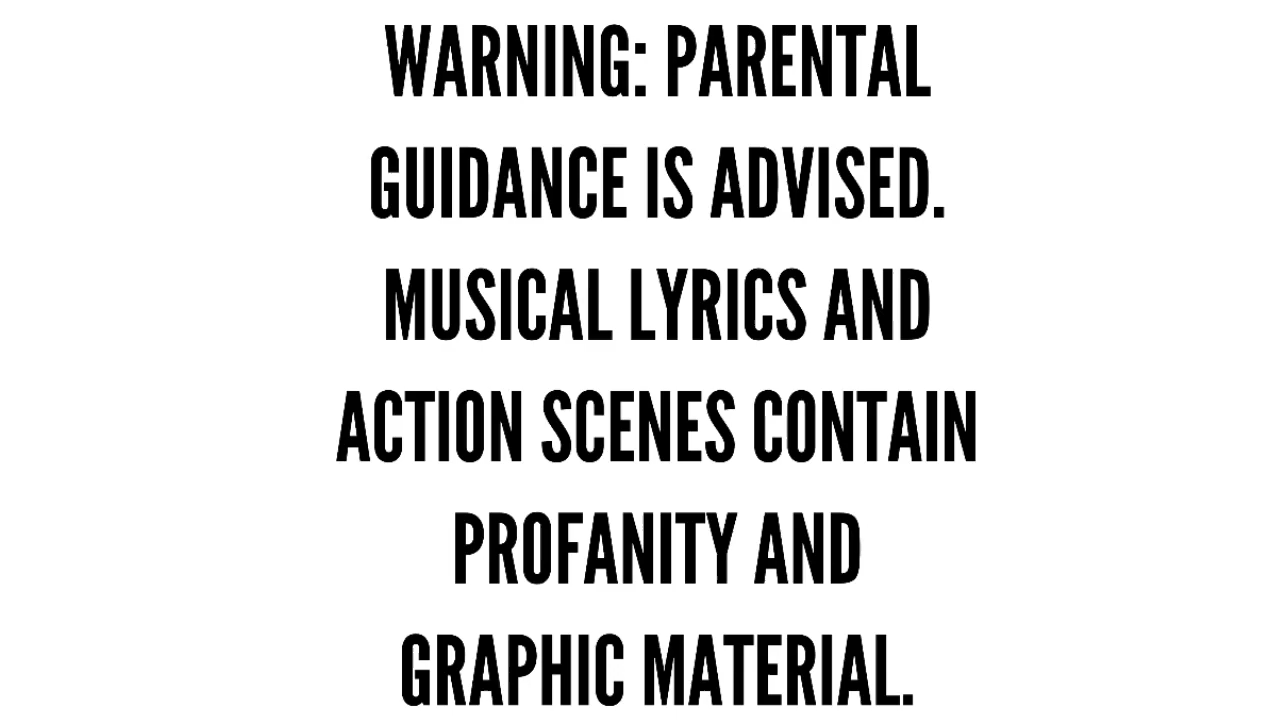 WARNING: PARENTAL
GUIDANCE IS ADVISED.
MUSICAL LYRICS AND
ACTION SCENES CONTAIN
PROFANITY AND
GRAPHIC MATERIAL.